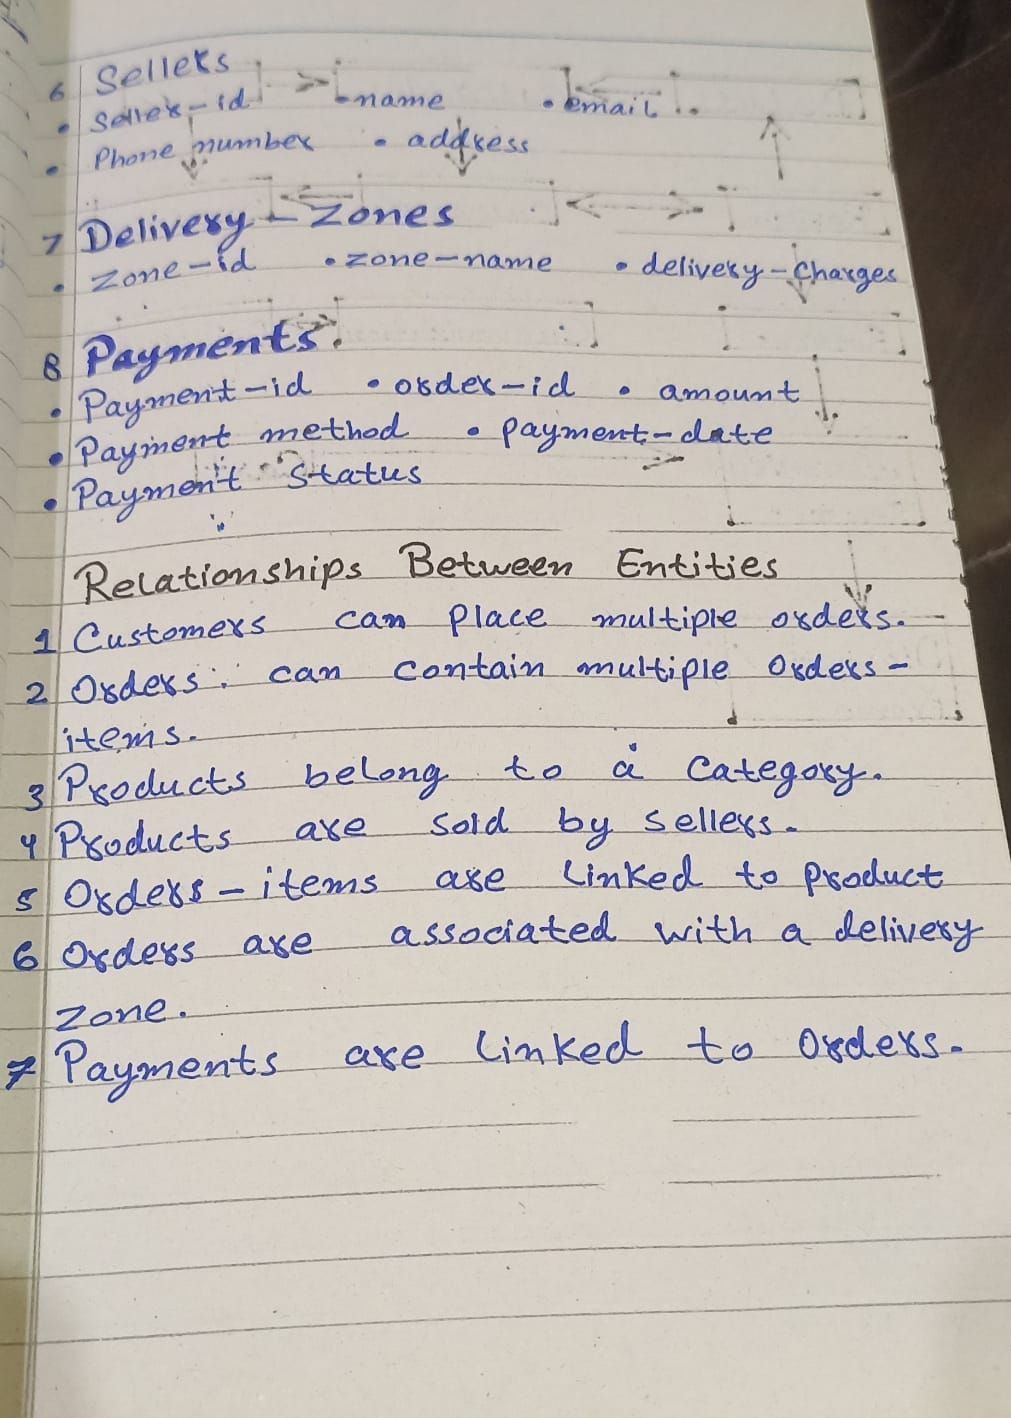 6 Sellers
• Seller-id • name • email
• Phone number • address
7 Delivery-Zones
• Zone-id • zone-name • delivery-Charges
8 Payments.
• Payment-id • order-id • amount
• Payment method • payment-date
• Payment Status
Relationships Between Entities
1 Customers can place multiple orders.
2 Orders can contain multiple Orders-
items.
3 Products belong to a Category.
4 Products are sold by sellers.
5 Orders-items are linked to product
6 Orders are associated with a delivery
zone.
7 Payments are linked to Orders.